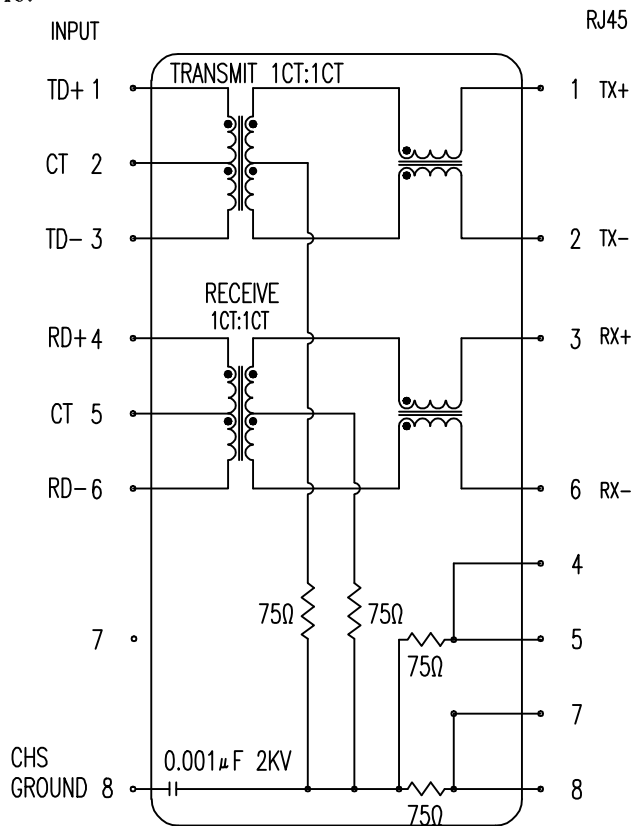 INPUT
RJ45
TRANSMIT 1CT:1CT
TD+ 1
1 TX+
CT 2
TD- 3
2 TX-
RECEIVE
1CT:1CT
RD+4
3 RX+
CT 5
RD-6
6 RX-
4
75Ω
75Ω
7
5
75Ω
7
CHS
GROUND 8
0.001μF 2KV
8
75Ω